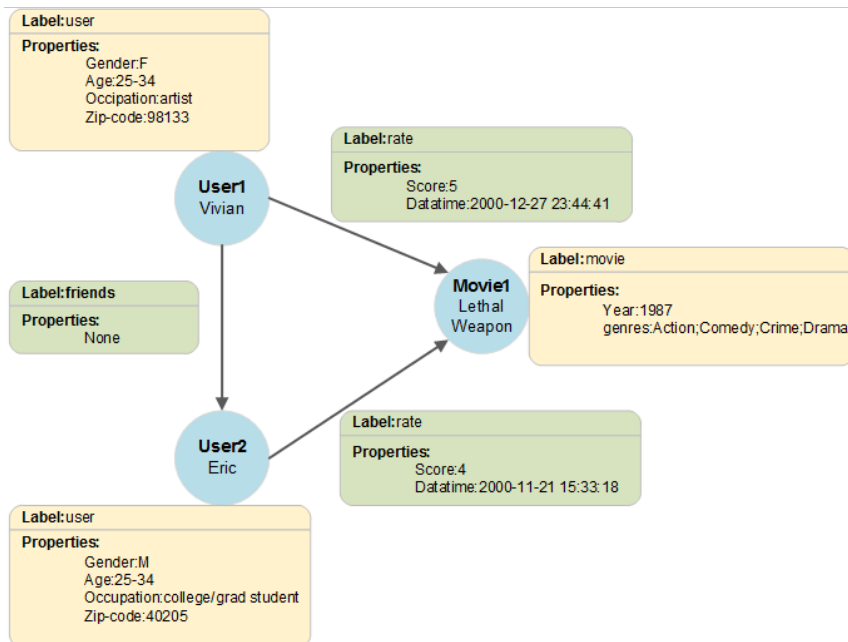 Label:user
Properties:
Gender:F
Age:25-34
Occipation:artist
Zip-code:98133
Label:rate
Properties:
Score:5
Datatime:2000-12-27 23:44:41
User1
Vivian
Label:movie
Properties:
Year:1987
genres:Action;Comedy;Crime;Drama
Movie1
Lethal
Weapon
Label:friends
Properties:
None
Label:rate
Properties:
Score:4
Datatime:2000-11-21 15:33:18
User2
Eric
Label:user
Properties:
Gender:M
Age:25-34
Occupation:college/grad student
Zip-code:40205